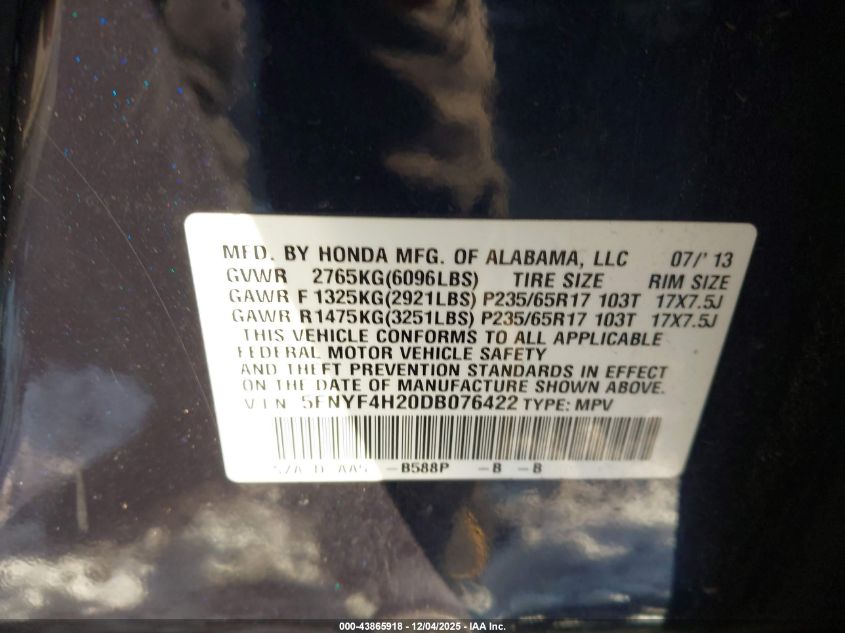 MFD. BY HONDA MFG. OF ALABAMA, LLC 07/' 13
GVWR 2765KG(6096LBS) TIRE SIZE RIM SIZE
GAWR F 1325KG(2921LBS) P235/65R17 103T 17X7.5J
GAWR R 1475KG(3251LBS) P235/65R17 103T 17X7.5J
THIS VEHICLE CONFORMS TO ALL APPLICABLE
FEDERAL MOTOR VEHICLE SAFETY
AND THEFT PREVENTION STANDARDS IN EFFECT
ON THE DATE OF MANUFACTURE SHOWN ABOVE.
VIN 5FNYF4H20DB076422 TYPE: MPV
SZA D AA5 -B588P -B -B
000-43865918 - 12/04/2025 - IAA Inc.